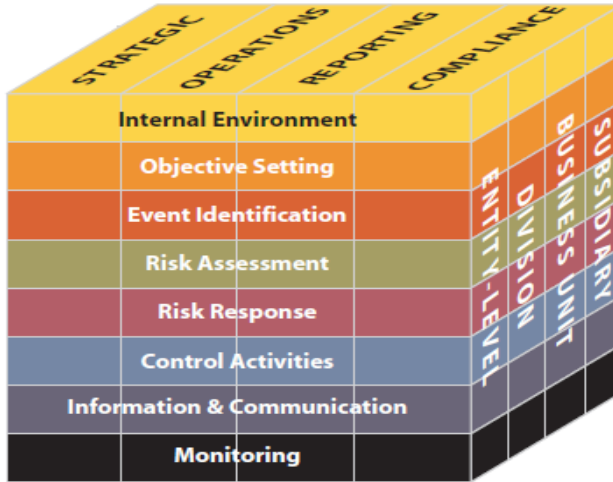 STRATEGIC
OPERATIONS
REPORTING
COMPLIANCE
Internal Environment
Objective Setting
Event Identification
Risk Assessment
Risk Response
Control Activities
Information & Communication
Monitoring
ENTITY-LEVEL
DIVISION
BUSINESS UNIT
SUBSIDIARY